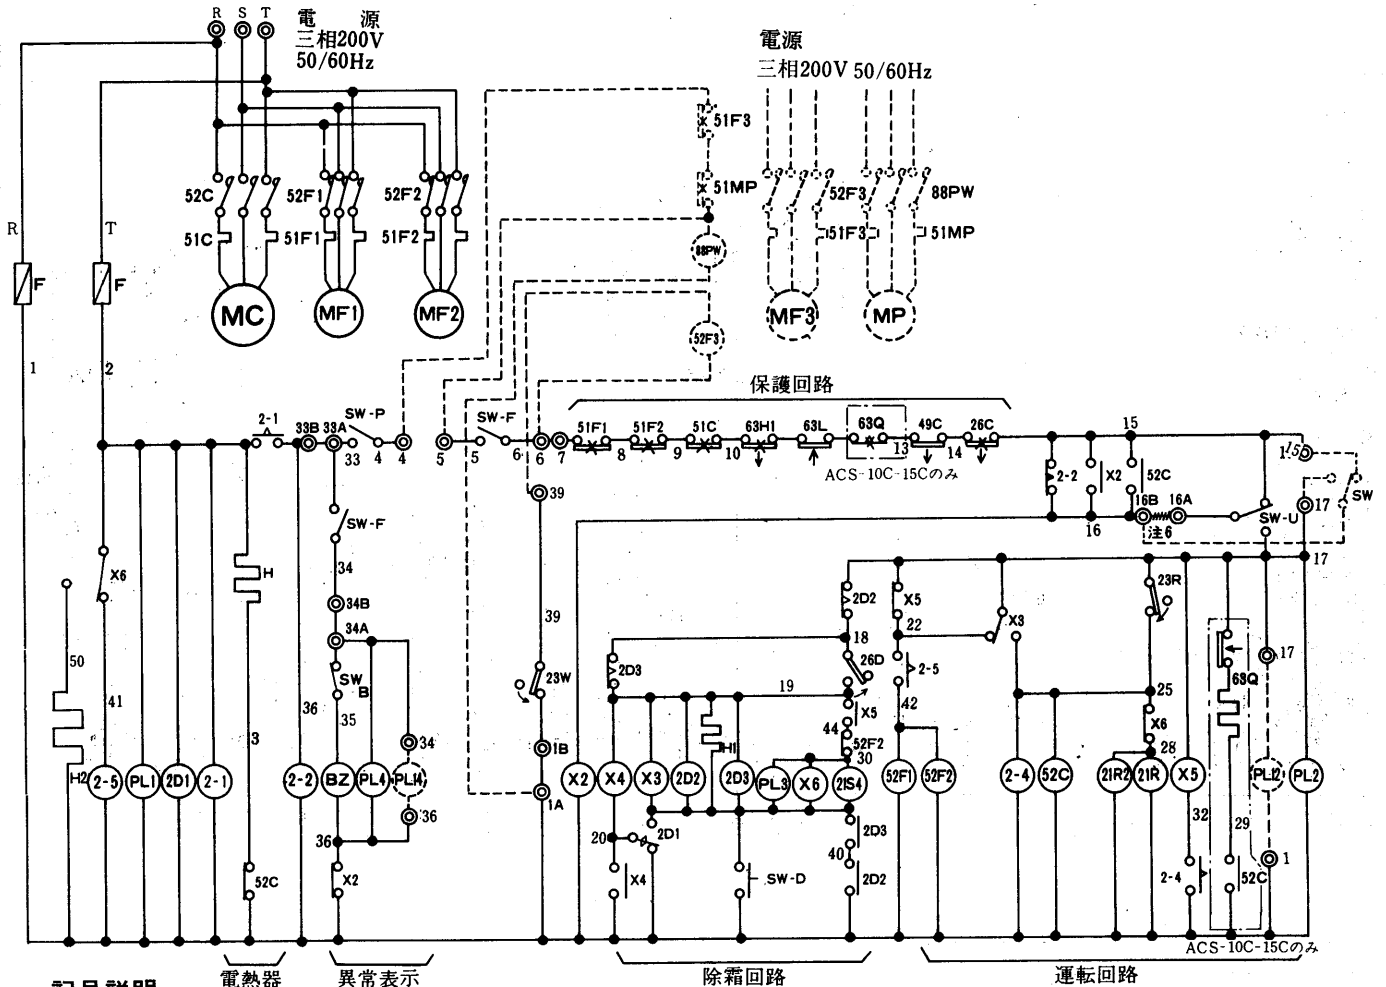 R S T
電 源
三相200V
50/60Hz
電源
三相200V 50/60Hz
51F3
52C
52F1
52F2
51MP
52F3
88PW
R
T
51C
51F1
51F2
51F3
51MP
88PW
F
F
MC
MF1
MF2
MF3
MP
52F3
1
2
保護回路
2-1
33B
33A
SW-P
SW-F
51F1
51F2
51C
63H1
63L
63Q
49C
26C
15
33
4
4
5
5
6
6
7
8
9
10
13
14
15
ACS-10C-15Cのみ
2-2
X2
52C
39
16B
16A
17
SW
SW-F
16
注6
SW-U
17
X6
H
34
34B
2D2
X5
23R
34A
39
18
22
X3
50
SW
B
2D3
26D
2-5
17
63Q
41
36
35
23W
19
25
42
3
X5
44
X6
34
1B
H1
52F2
28
30
H2
2-5
PL1
2D1
2-1
2-2
BZ
PL4
PL14
X2
X4
X3
2D2
2D3
PL3
X6
21S4
52F1
52F2
2-4
52C
21R2
21R
X5
PL12
PL2
1A
36
32
29
36
20
2D1
2D3
40
1
52C
X2
X4
SW-D
2D2
2-4
52C
ACS-10C-15Cのみ
電熱器
異常表示
除霜回路
運転回路
記号説明